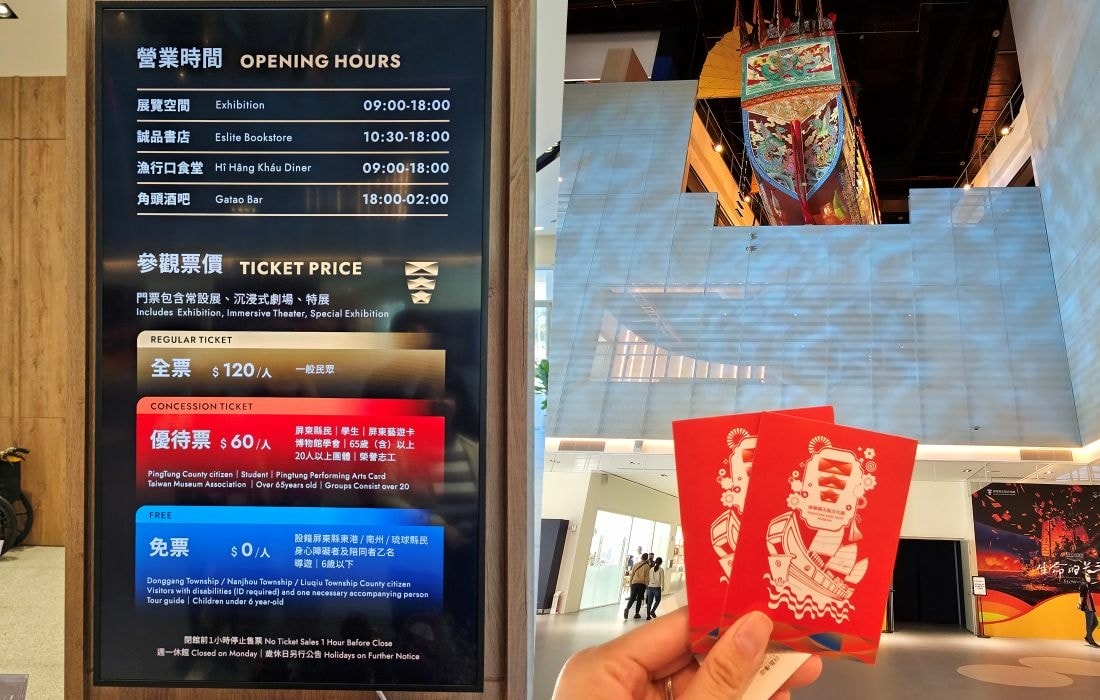 營業時間 OPENING HOURS
展覽空間 Exhibition 09:00-18:00
誠品書店 Eslite Bookstore 10:30-18:00
漁行口食堂 Hî Hâng Kháu Diner 09:00-18:00
角頭酒吧 Gatao Bar 18:00-02:00
參觀票價 TICKET PRICE
門票包含常設展、沉浸式劇場、特展
Includes Exhibition, Immersive Theater, Special Exhibition
REGULAR TICKET
全票 $120/人 一般民眾
CONCESSION TICKET
優待票 $60/人
屏東縣民｜學生｜屏東藝遊卡
博物館學會｜65歲（含）以上
20人以上團體｜榮譽志工
PingTung County citizen | Student | Pingtung Performing Arts Card
Taiwan Museum Association | Over 65years old | Groups Consist over 20
FREE
免票 $0/人
設籍屏東縣東港/南州/琉球縣民
身心障礙者及陪同者乙名
導遊｜6歲以下
Donggang Township / Nanjhou Township / Liuqiu Township County citizen
Visitors with disabilities (ID required) and one necessary accompanying person
Tour guide | Children under 6 year-old
閉館前1小時停止售票 No Ticket Sales 1 Hour Before Close
週一休館 Closed on Monday｜歲休日另行公告 Holidays on Further Notice
生命的